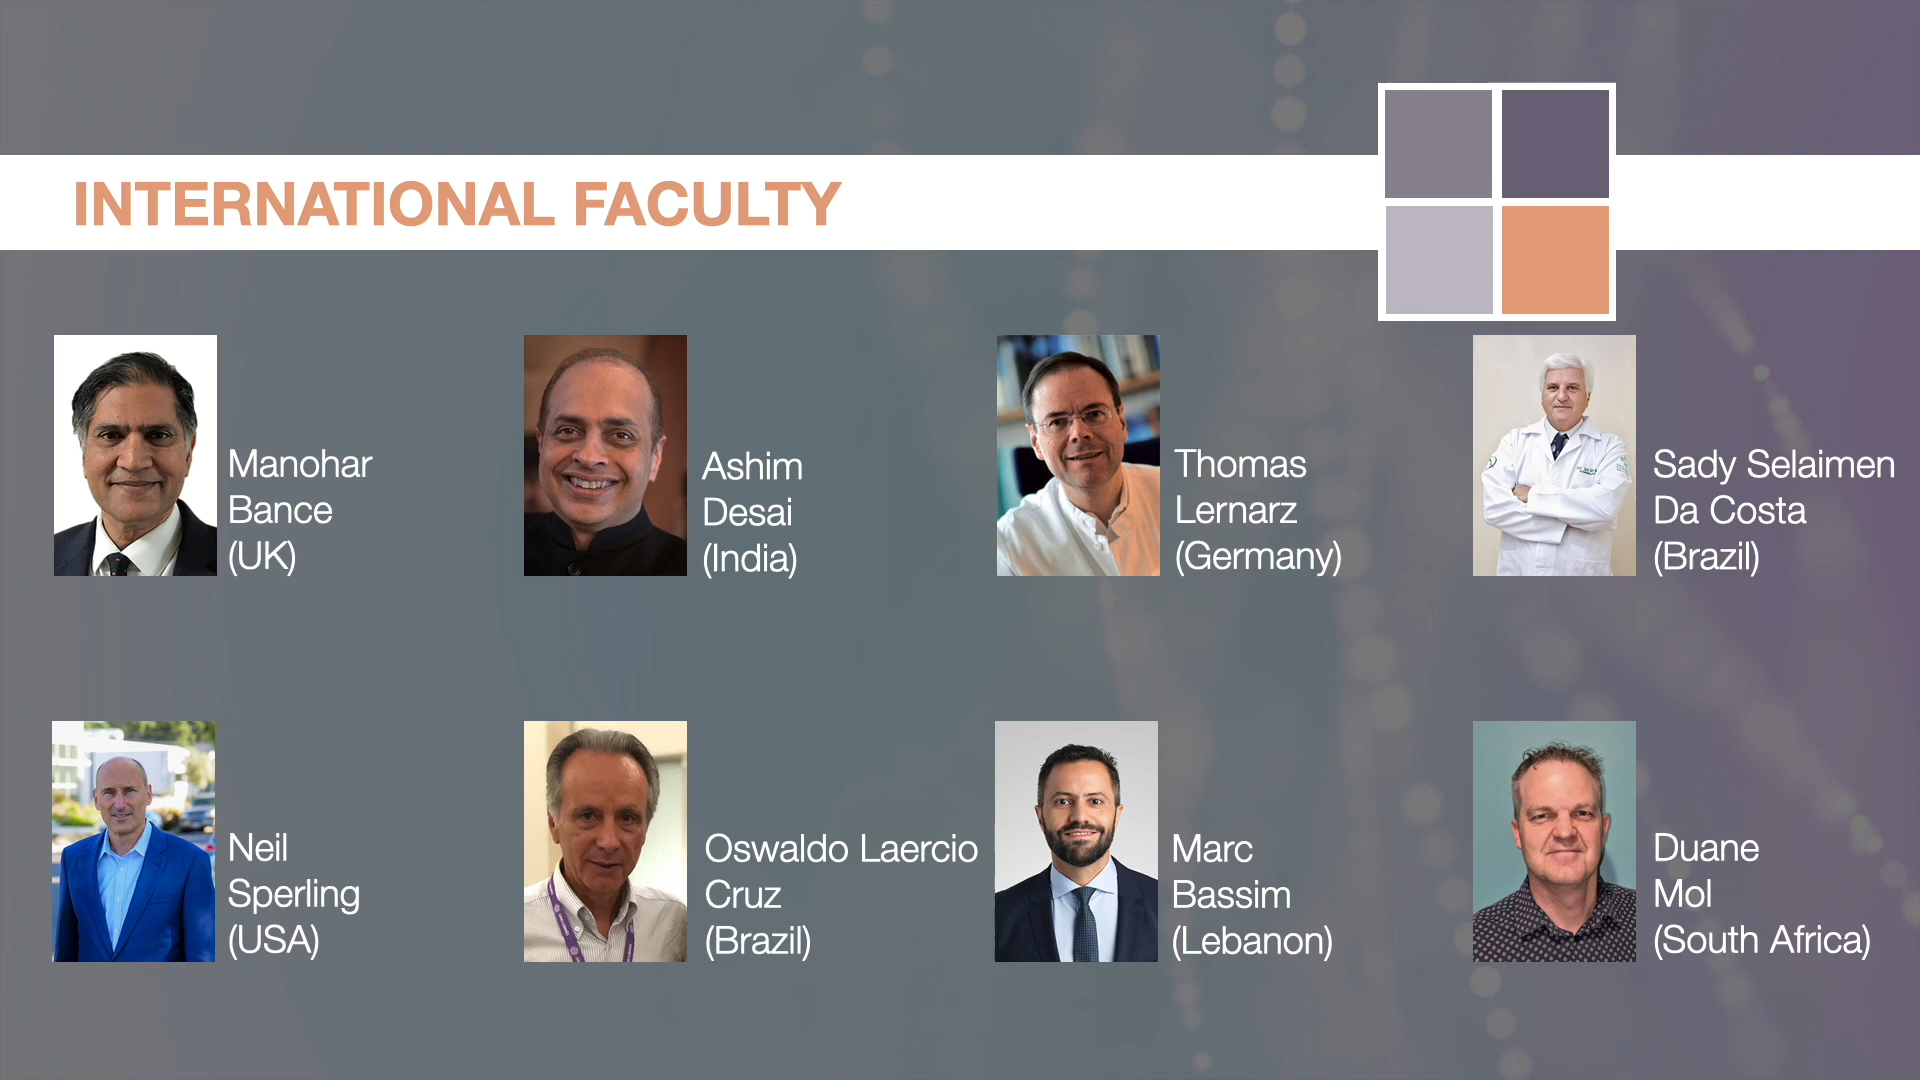 INTERNATIONAL FACULTY
Manohar
Bance
(UK)
Ashim
Desai
(India)
Thomas
Lernarz
(Germany)
Sady Selaimen
Da Costa
(Brazil)
Neil
Sperling
(USA)
Oswaldo Laercio
Cruz
(Brazil)
Marc
Bassim
(Lebanon)
Duane
Mol
(South Africa)